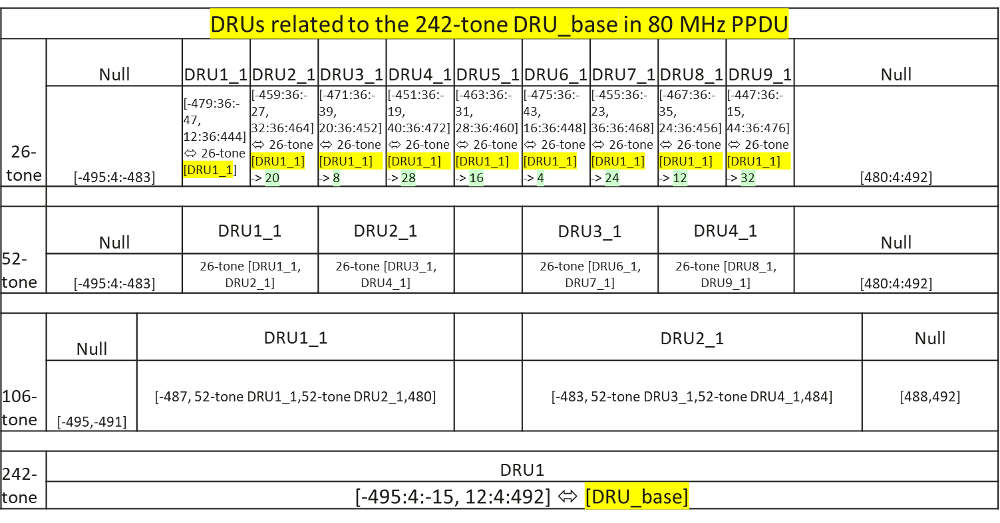 DRUs related to the 242-tone DRU_base in 80 MHz PPDU
26-
tone
Null
DRU1_1
DRU2_1
DRU3_1
DRU4_1
DRU5_1
DRU6_1
DRU7_1
DRU8_1
DRU9_1
Null
[-495:4:-483]
[-479:36:-
47,
12:36:444]
⬄ 26-tone
[DRU1_1]
[-459:36:-
27,
32:36:464]
⬄ 26-tone
[DRU1_1]
-> 20
[-471:36:-
39,
20:36:452]
⬄ 26-tone
[DRU1_1]
-> 8
[-451:36:-
19,
40:36:472]
⬄ 26-tone
[DRU1_1]
-> 28
[-463:36:-
31,
28:36:460]
⬄ 26-tone
[DRU1_1]
-> 16
[-475:36:-
43,
16:36:448]
⬄ 26-tone
[DRU1_1]
-> 4
[-455:36:-
23,
36:36:468]
⬄ 26-tone
[DRU1_1]
-> 24
[-467:36:-
35,
24:36:456]
⬄ 26-tone
[DRU1_1]
-> 12
[-447:36:-
15,
44:36:476]
⬄ 26-tone
[DRU1_1]
-> 32
[480:4:492]
52-
tone
Null
DRU1_1
DRU2_1
DRU3_1
DRU4_1
Null
[-495:4:-483]
26-tone [DRU1_1,
DRU2_1]
26-tone [DRU3_1,
DRU4_1]
26-tone [DRU6_1,
DRU7_1]
26-tone [DRU8_1,
DRU9_1]
[480:4:492]
106-
tone
Null
DRU1_1
DRU2_1
Null
[-495,-491]
[-487, 52-tone DRU1_1,52-tone DRU2_1,480]
[-483, 52-tone DRU3_1,52-tone DRU4_1,484]
[488,492]
242-
tone
DRU1
[-495:4:-15, 12:4:492] ⬄ [DRU_base]